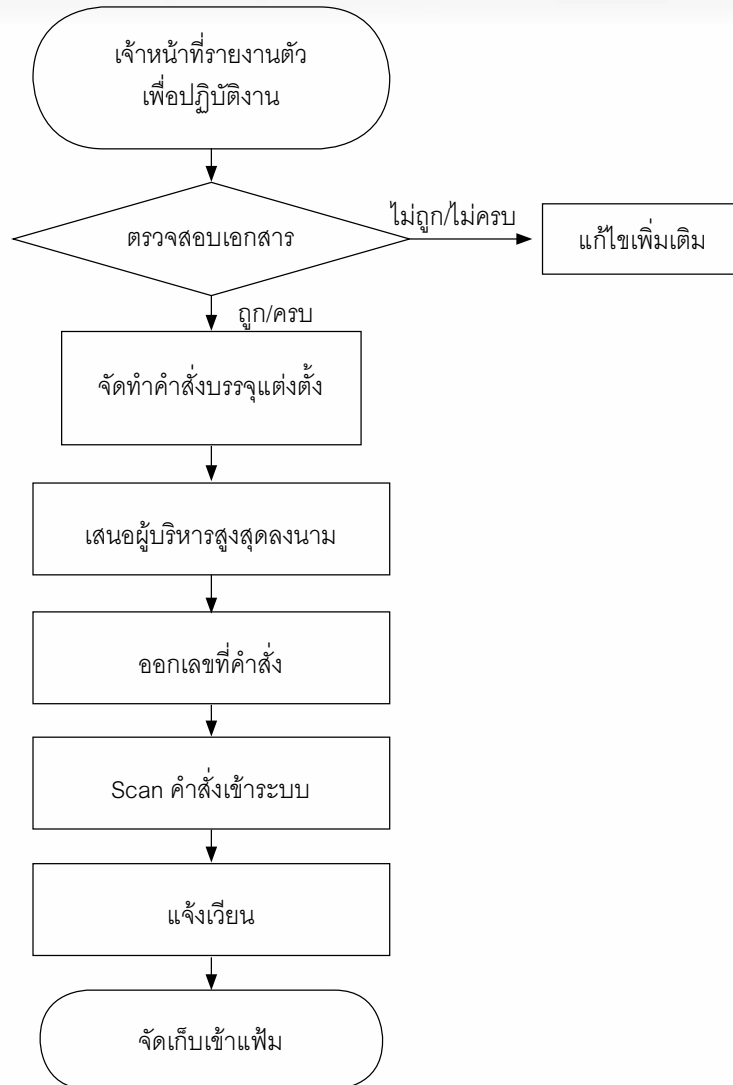 เจ้าหน้าที่รายงานตัว
เพื่อปฏิบัติงาน
ตรวจสอบเอกสาร
ไม่ถูก/ไม่ครบ
แก้ไขเพิ่มเติม
ถูก/ครบ
จัดทำคำสั่งบรรจุแต่งตั้ง
เสนอผู้บริหารสูงสุดลงนาม
ออกเลขที่คำสั่ง
Scan คำสั่งเข้าระบบ
แจ้งเวียน
จัดเก็บเข้าแฟ้ม